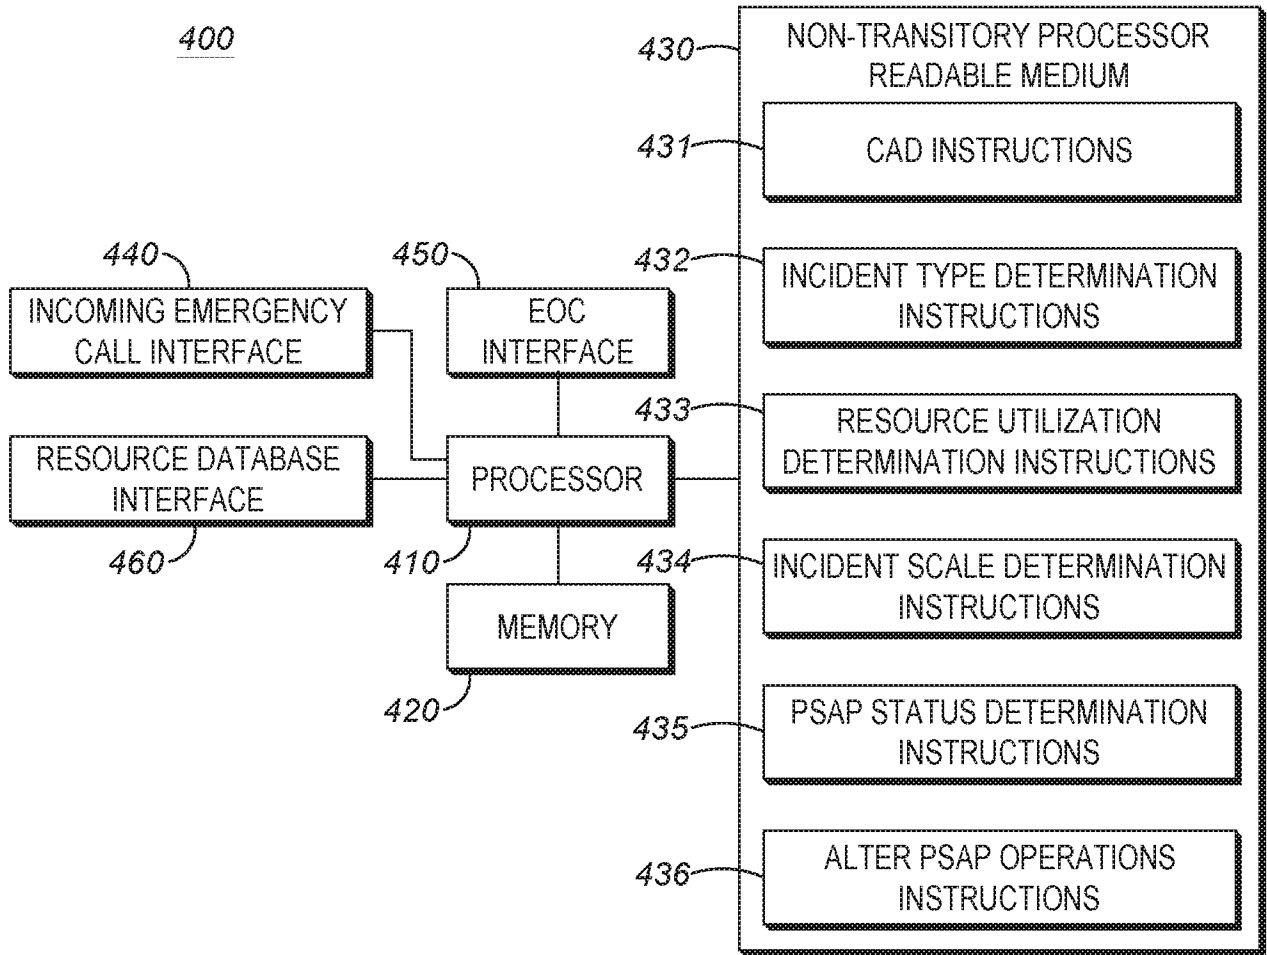 400
430
NON-TRANSITORY PROCESSOR
READABLE MEDIUM
431
CAD INSTRUCTIONS
432
INCIDENT TYPE DETERMINATION
INSTRUCTIONS
440
INCOMING EMERGENCY
CALL INTERFACE
450
EOC
INTERFACE
433
RESOURCE UTILIZATION
DETERMINATION INSTRUCTIONS
RESOURCE DATABASE
INTERFACE
460
PROCESSOR
410
434
INCIDENT SCALE DETERMINATION
INSTRUCTIONS
MEMORY
420
435
PSAP STATUS DETERMINATION
INSTRUCTIONS
436
ALTER PSAP OPERATIONS
INSTRUCTIONS